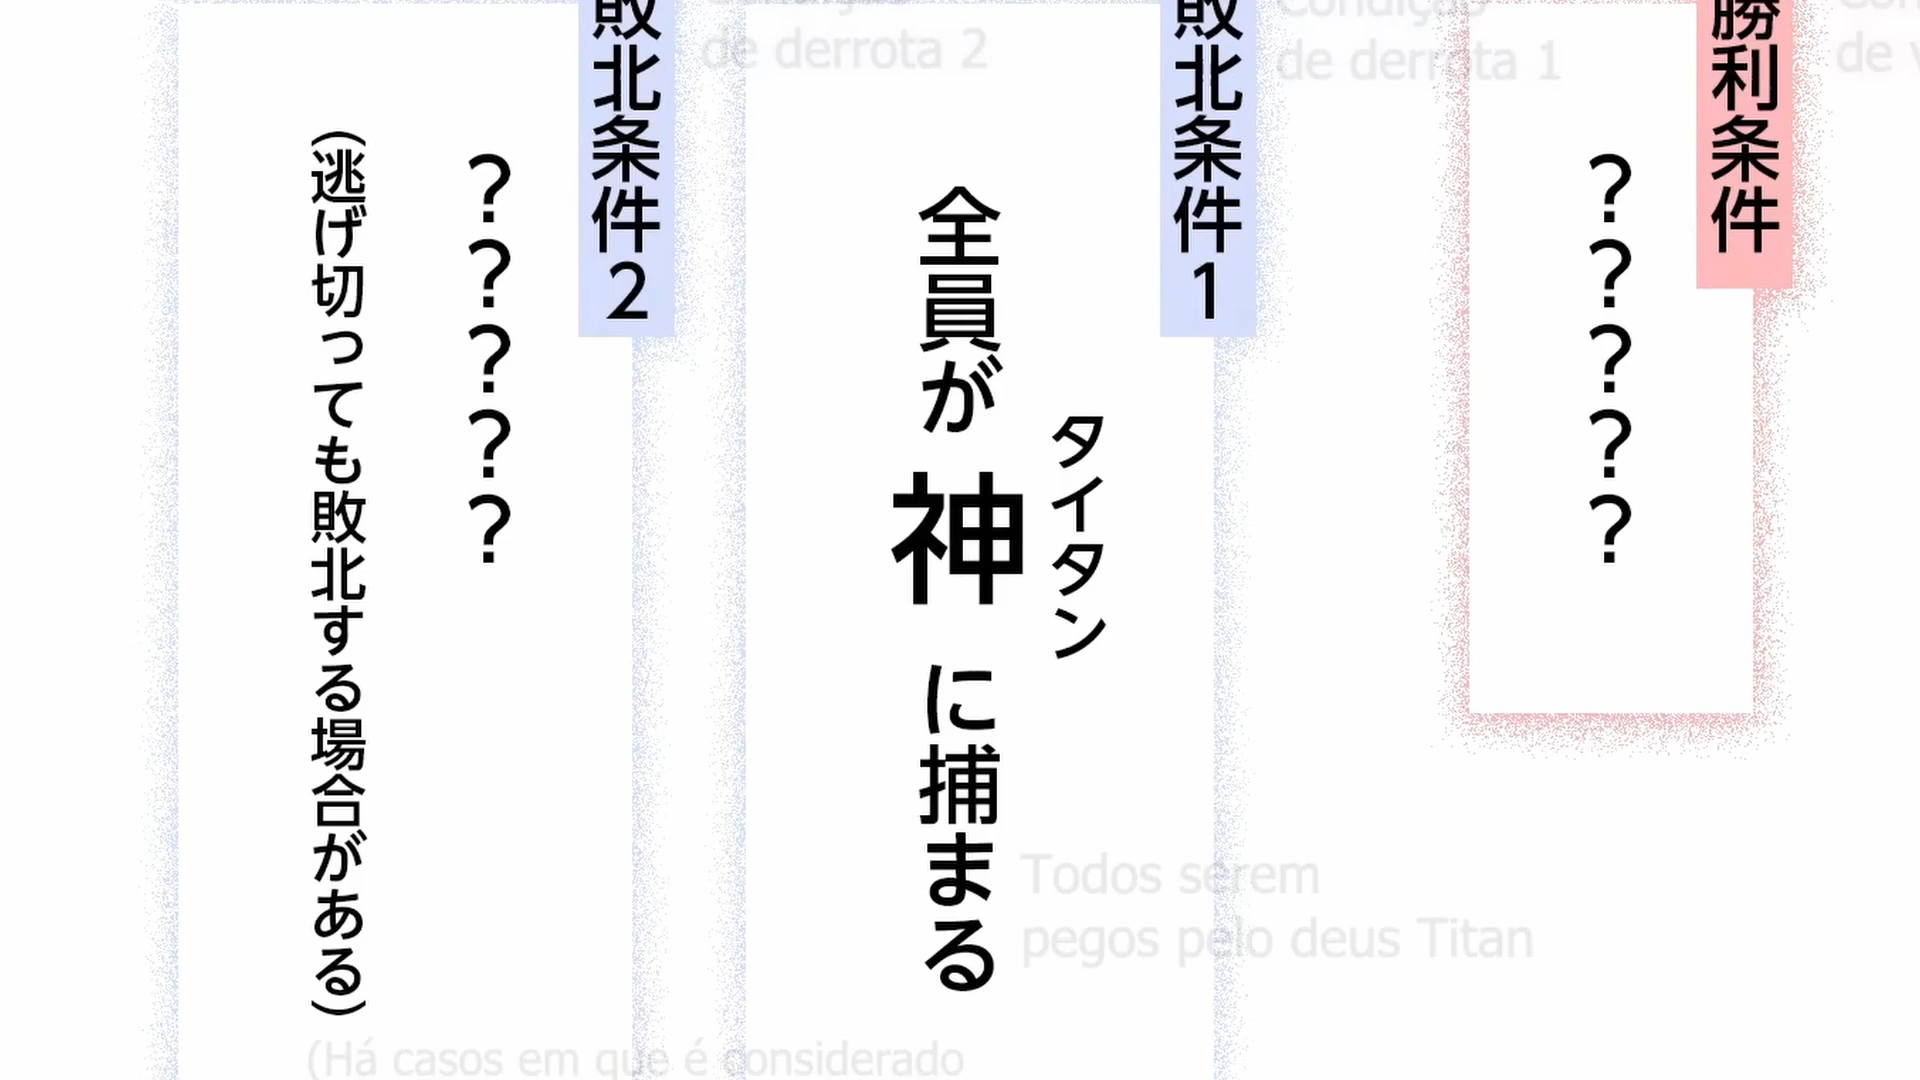 勝利条件
?????
敗北条件1
タイタン
全員が神に捕まる
敗北条件2
?????
(逃げ切っても敗北する場合がある)
de v
Condição
de derrota 1
de derrota 2
Todos serem
pegos pelo deus Titan
(Há casos em que é considerado